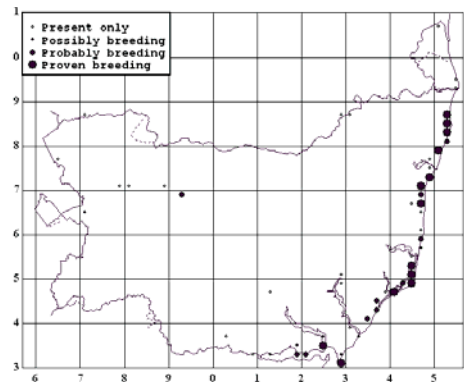 Present only
Possibly breeding
Probably breeding
Proven breeding
1
0
9
8
7
6
5
4
3
6 7 8 9 0 1 2 3 4 5